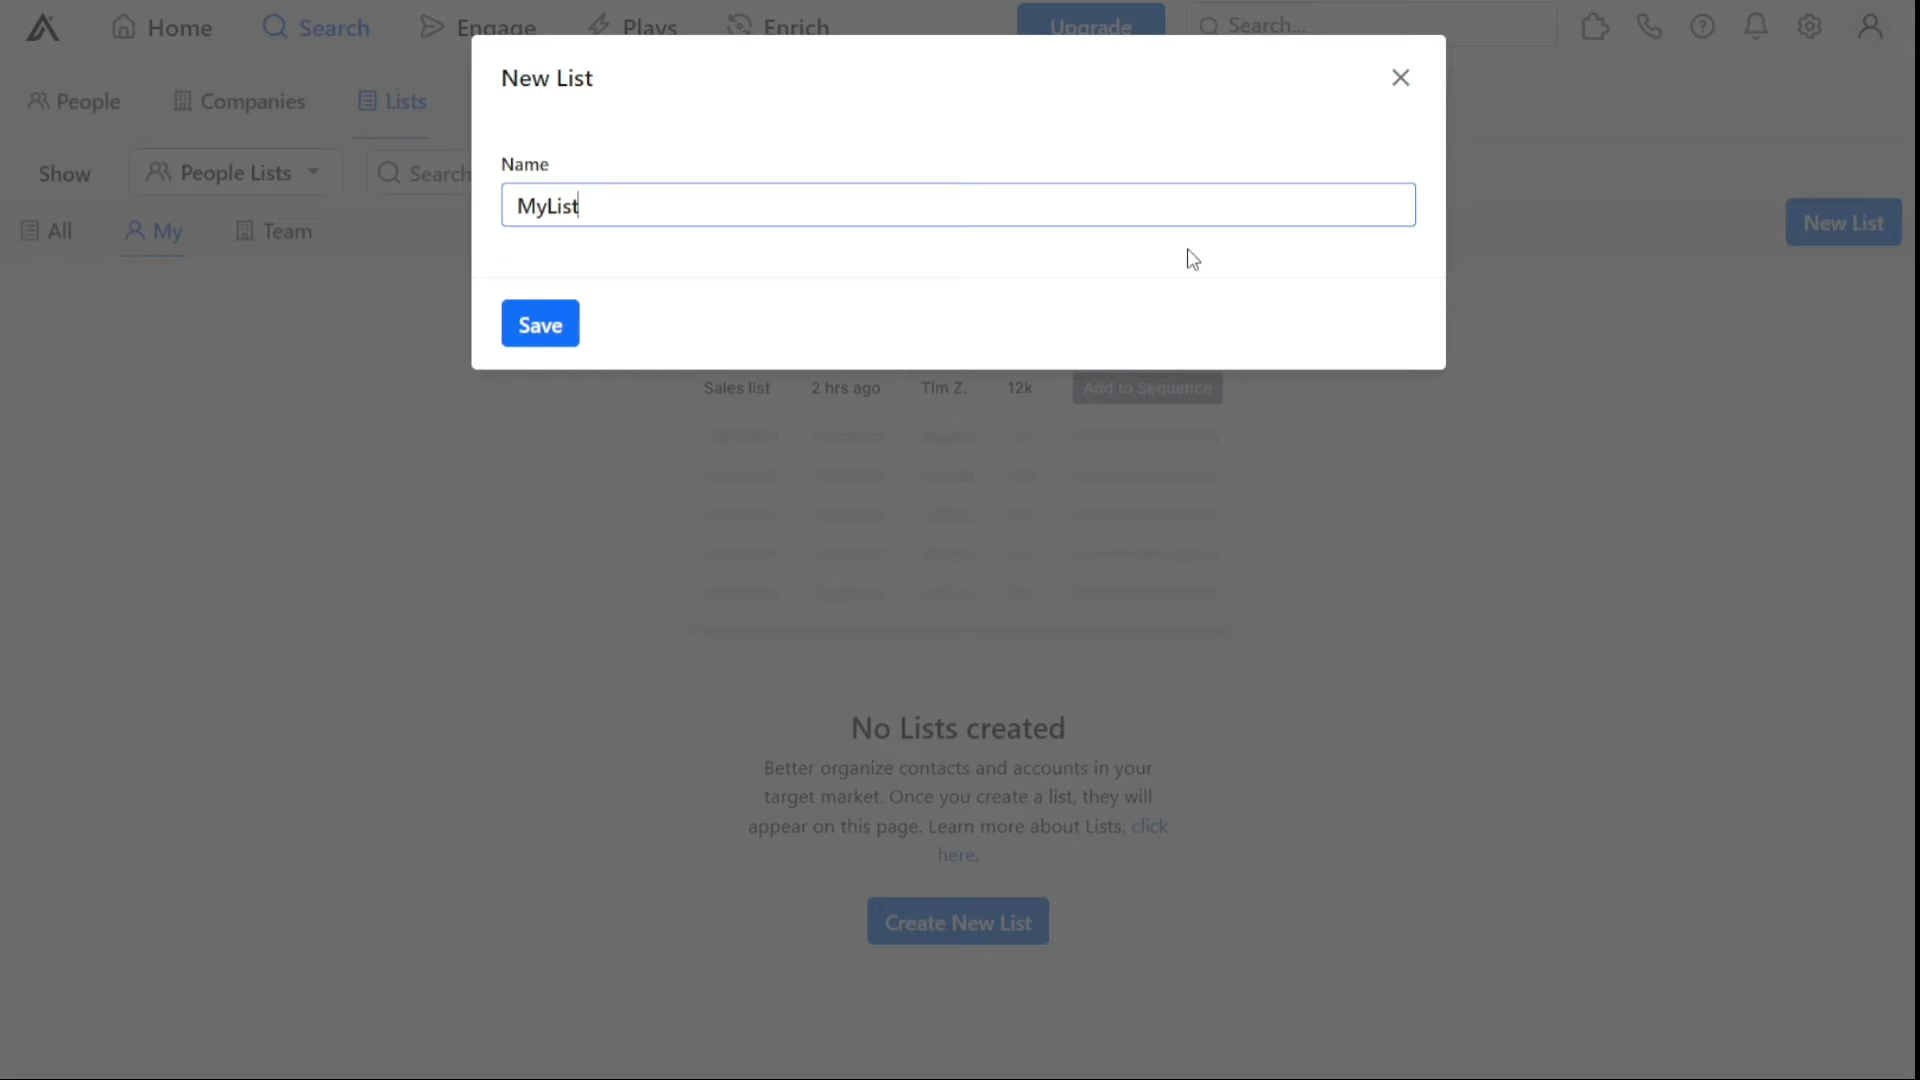 Home
Search
Engage
Plays
Enrich
Upgrade
Search...
New List
People
Companies
Lists
Name
Show
People Lists
Search
MyList
All
My
Team
New List
Save
Sales list
2 hrs ago
Tim Z.
12k
Add to Sequence
No Lists created
Better organize contacts and accounts in your
target market. Once you create a list, they will
appear on this page. Learn more about Lists, click
here.
Create New List